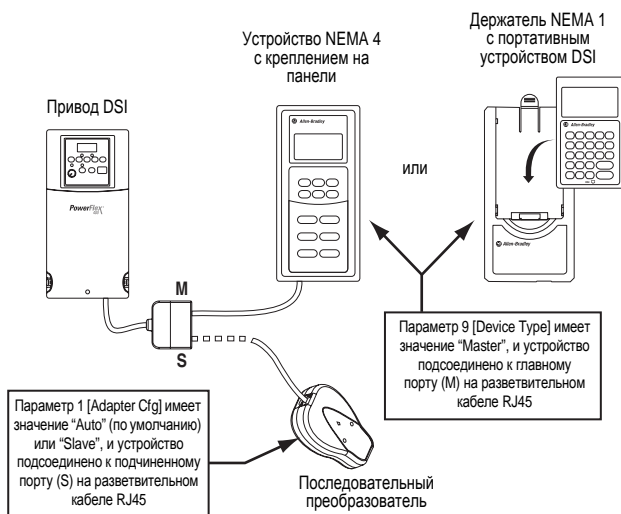 Держатель NEMA 1
с портативным
устройством DSI
Устройство NEMA 4
с креплением на
панели
Привод DSI
Allen-Bradley
Allen-Bradley
или
PowerFlex
Allen-Bradley
M
S
Параметр 9 [Device Type] имеет
значение “Master”, и устройство
подсоединено к главному
порту (M) на разветвительном
кабеле RJ45
Параметр 1 [Adapter Cfg] имеет
значение “Auto” (по умолчанию)
или “Slave”, и устройство
подсоединено к подчиненному
порту (S) на разветвительном
кабеле RJ45
Последовательный
преобразователь